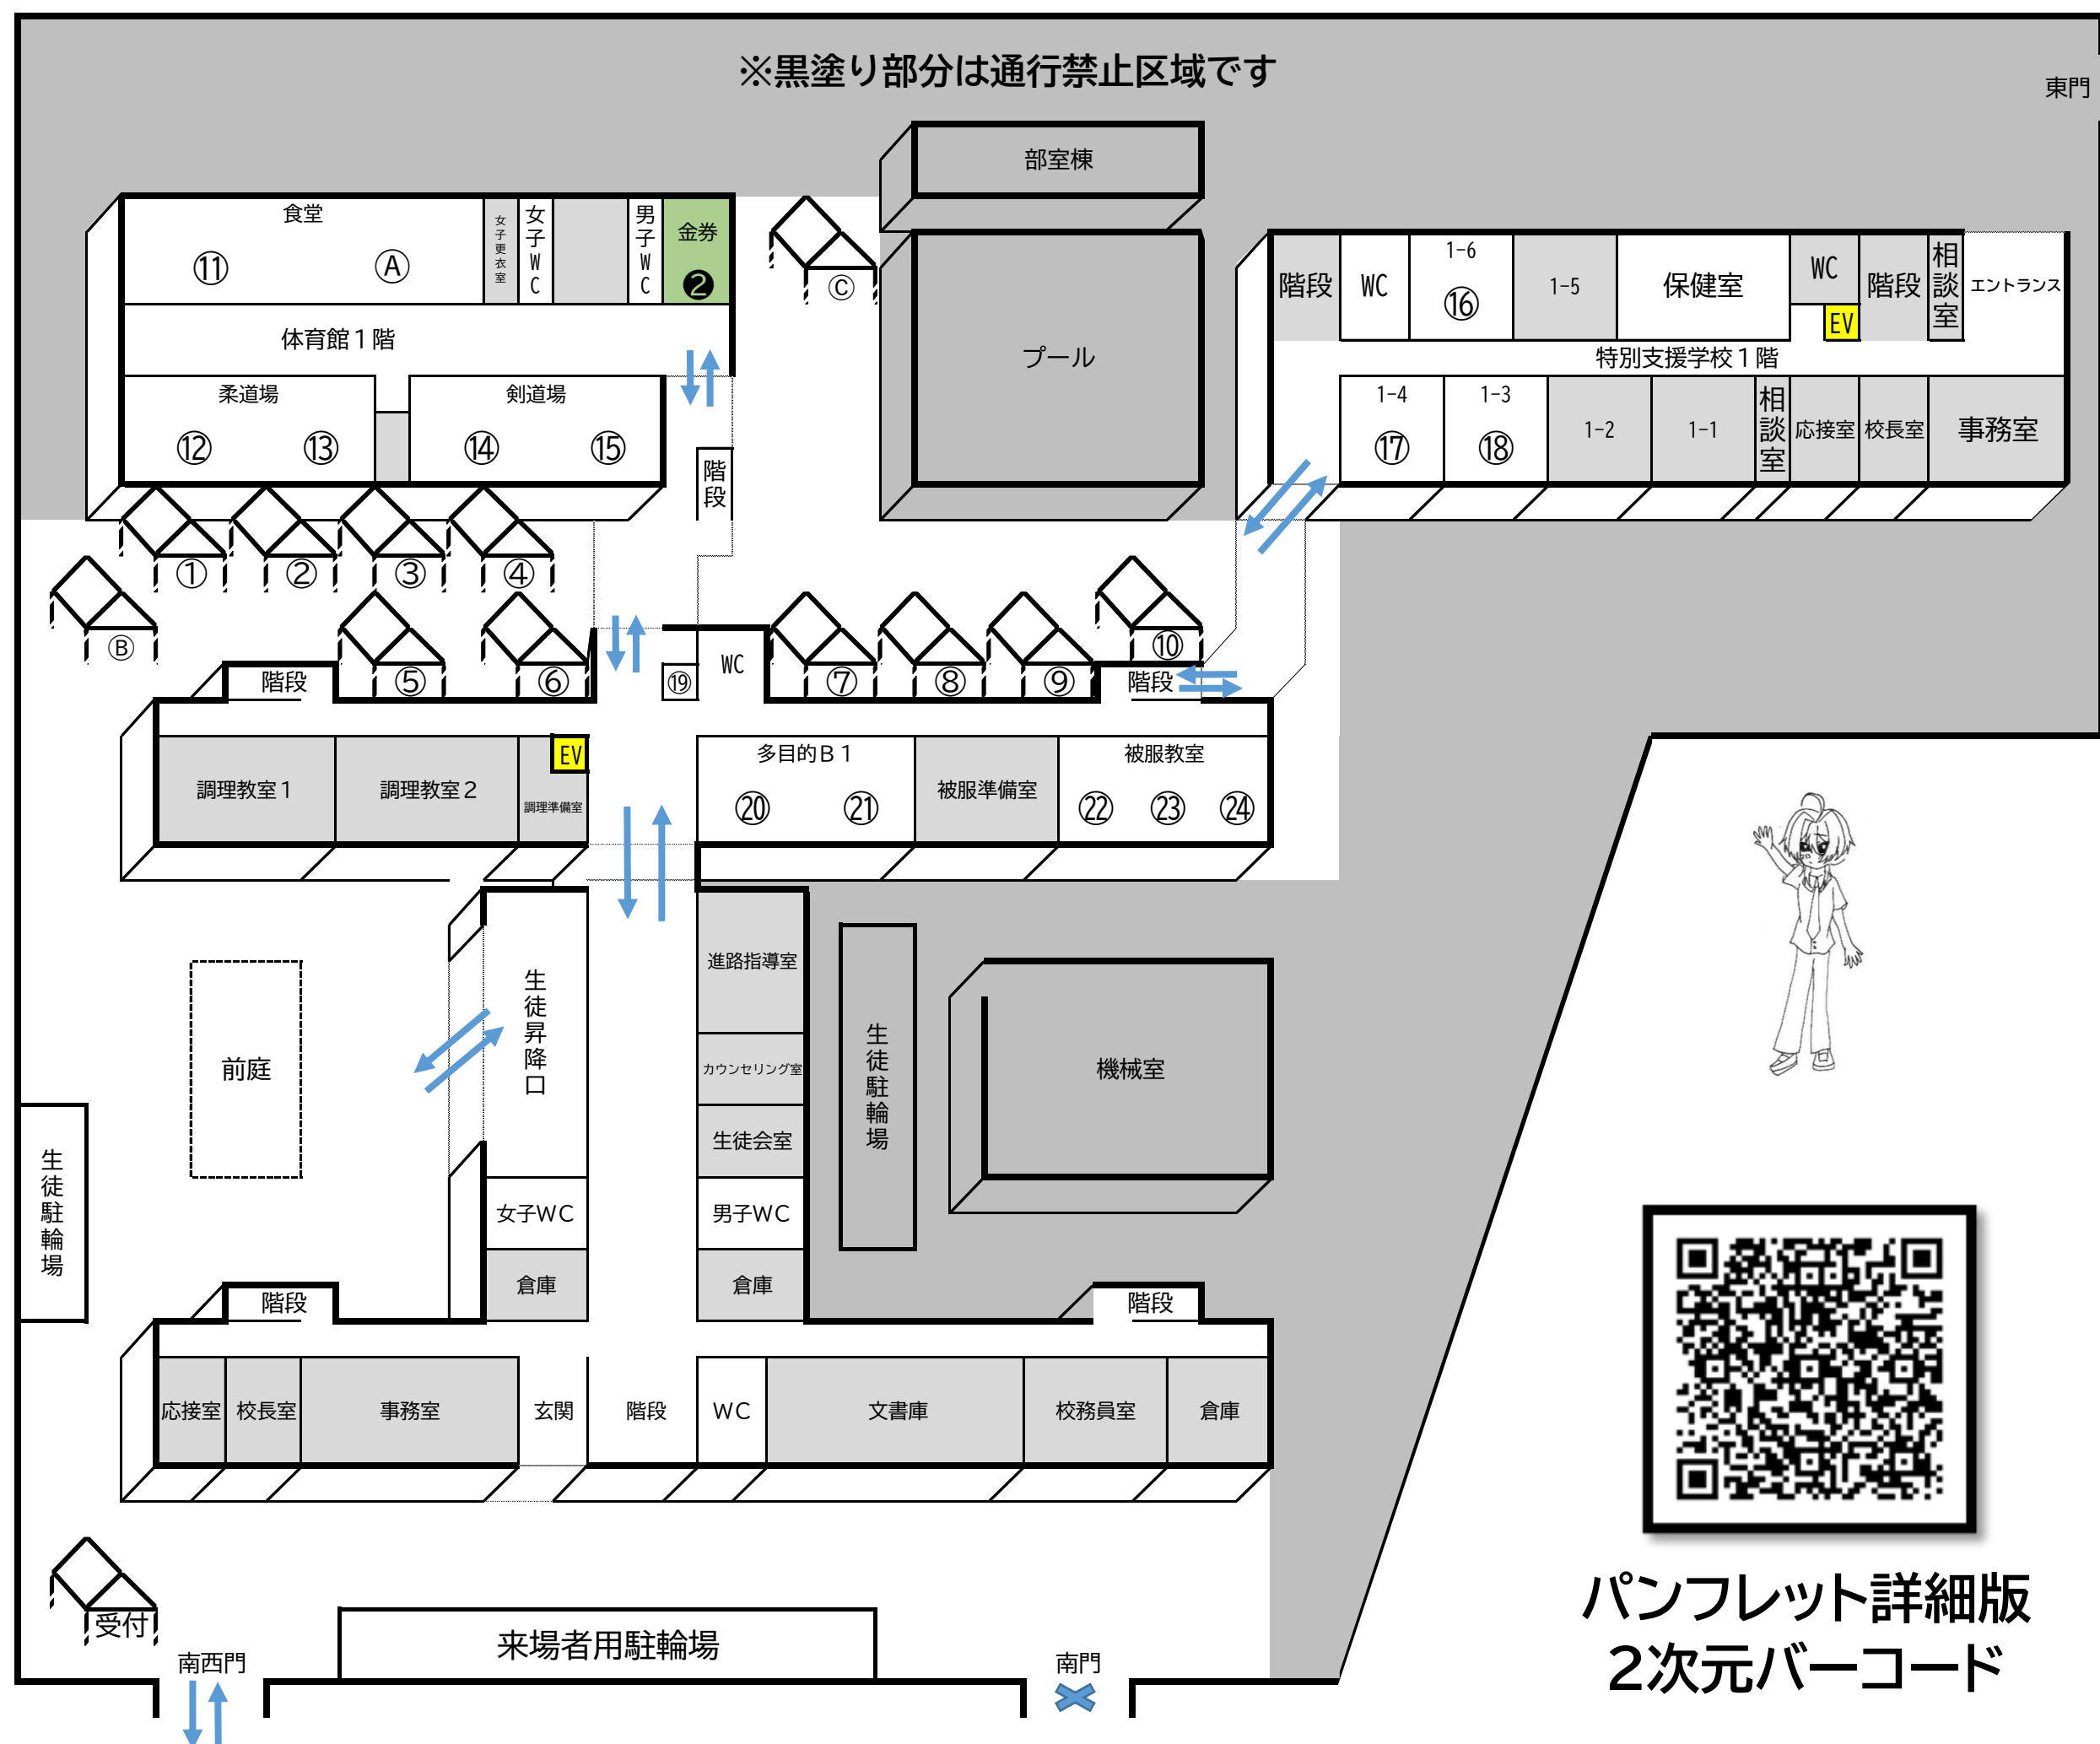 ※黒塗り部分は通行禁止区域です
東門
部室棟
食堂
⑪
Ⓐ
女子更衣室
女子WC
男子WC
金券
❷
Ⓒ
体育館１階
柔道場
⑫
⑬
剣道場
⑭
⑮
階段
プール
階段
WC
1-6
⑯
1-5
保健室
WC
EV
階段
相談室
エントランス
特別支援学校１階
1-4
⑰
1-3
⑱
1-2
1-1
相談室
応接室
校長室
事務室
①
②
③
④
Ⓑ
⑤
⑥
⑦
⑧
⑨
⑩
階段
⑲
WC
階段
調理教室１
調理教室２
EV
調理準備室
多目的Ｂ１
⑳
㉑
被服準備室
被服教室
㉒
㉓
㉔
前庭
生徒昇降口
進路指導室
カウンセリング室
生徒会室
女子ＷＣ
男子ＷＣ
倉庫
倉庫
生徒駐輪場
機械室
生徒駐輪場
階段
階段
応接室
校長室
事務室
玄関
階段
ＷＣ
文書庫
校務員室
倉庫
受付
南西門
来場者用駐輪場
南門
パンフレット詳細版
２次元バーコード